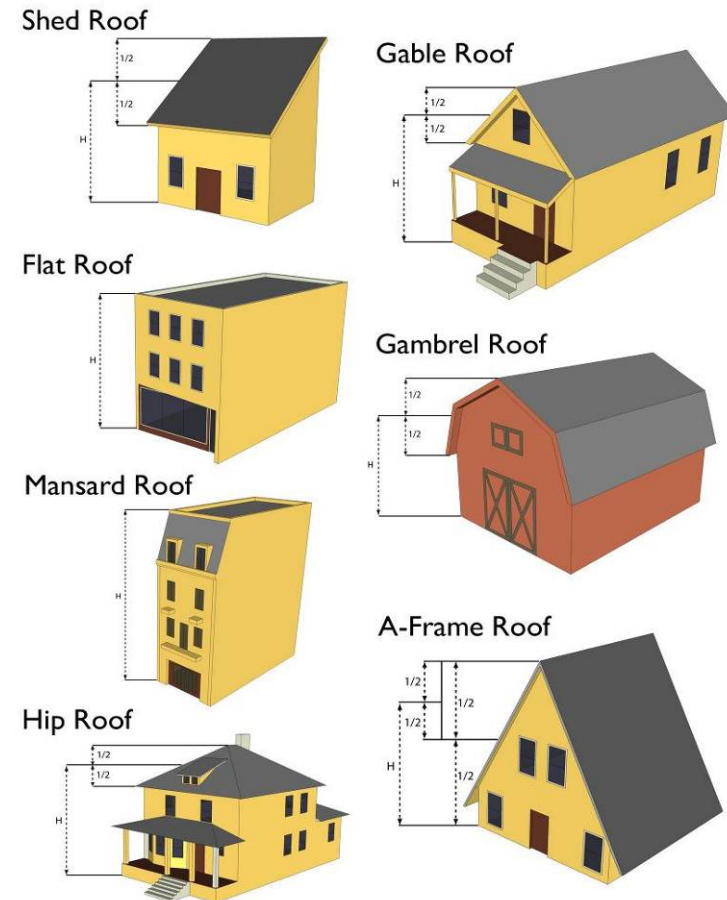 Shed Roof
1/2
1/2
H
Gable Roof
1/2
1/2
H
Flat Roof
H
Gambrel Roof
1/2
1/2
H
Mansard Roof
H
A-Frame Roof
1/2
1/2
1/2
1/2
H
Hip Roof
1/2
1/2
H